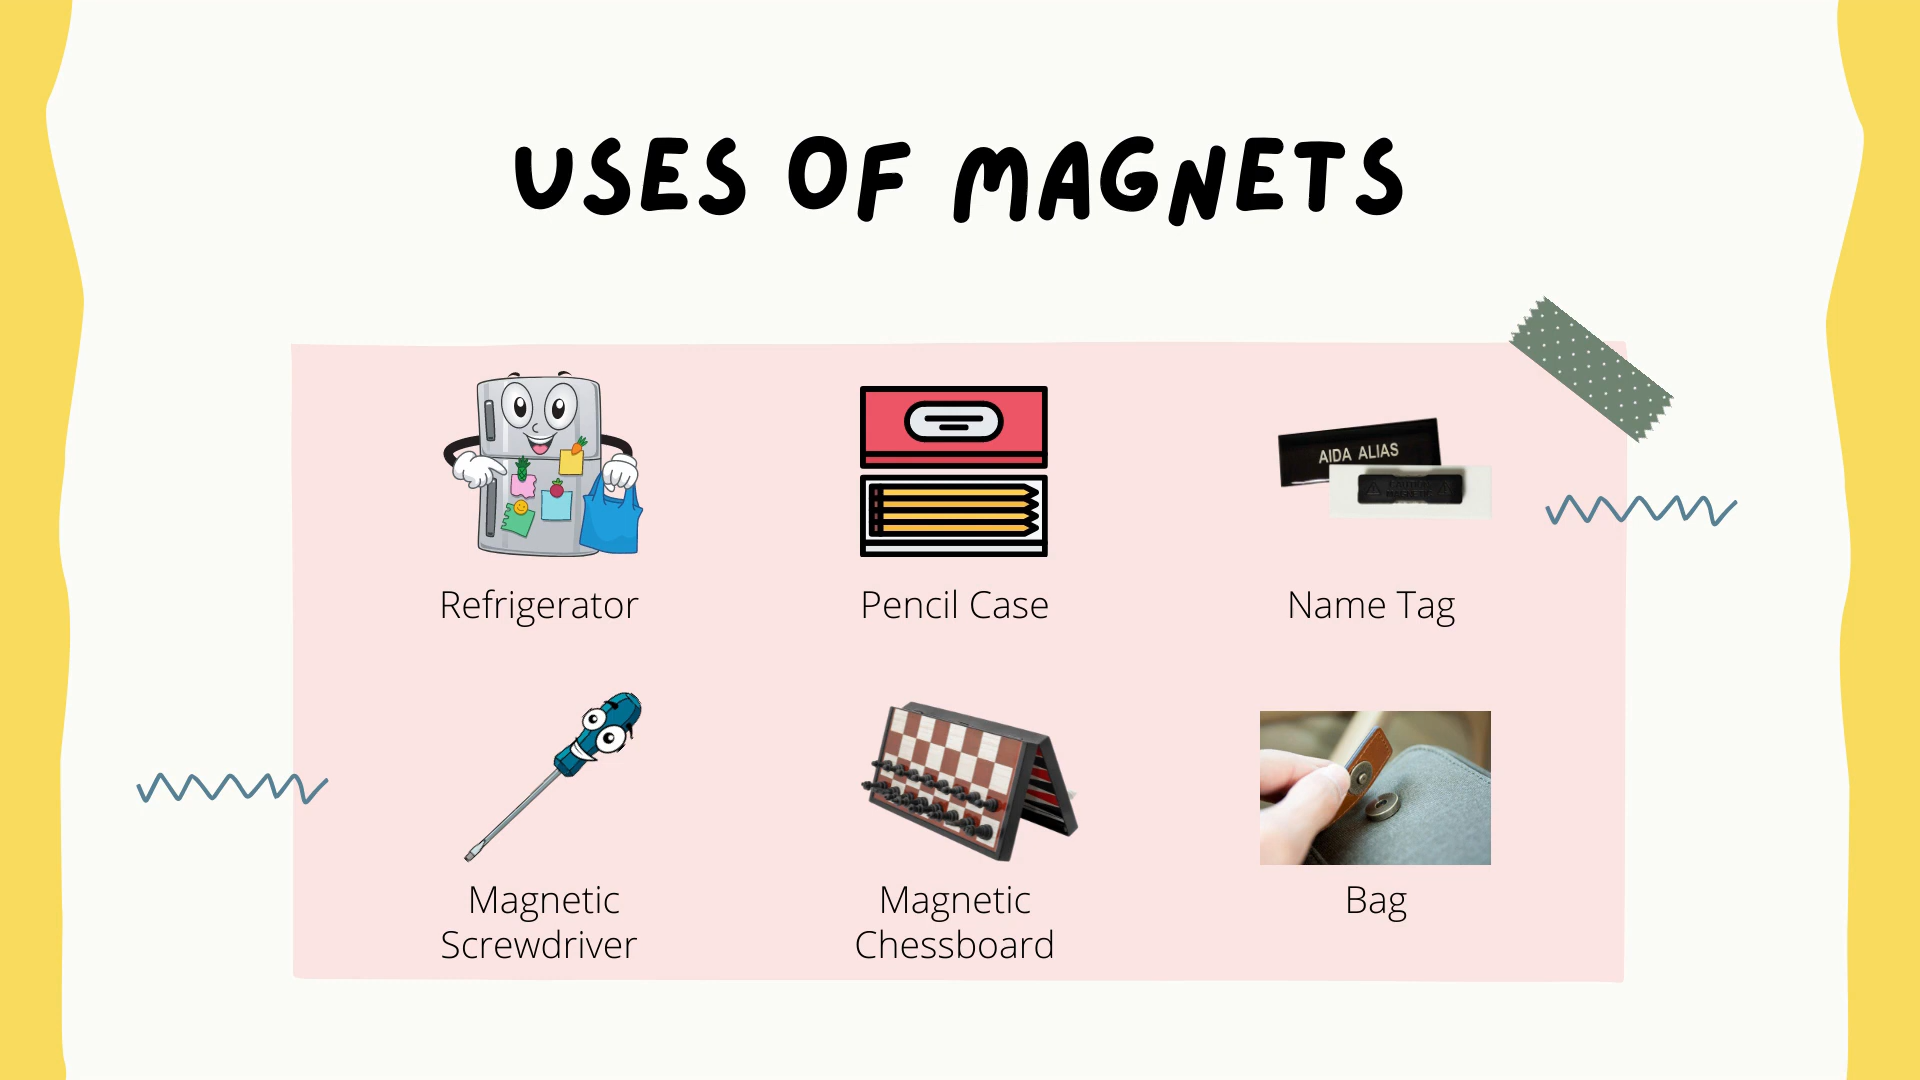 USES OF MAGNETS
AIDA ALIAS
Refrigerator
Pencil Case
Name Tag
Magnetic
Screwdriver
Magnetic
Chessboard
Bag